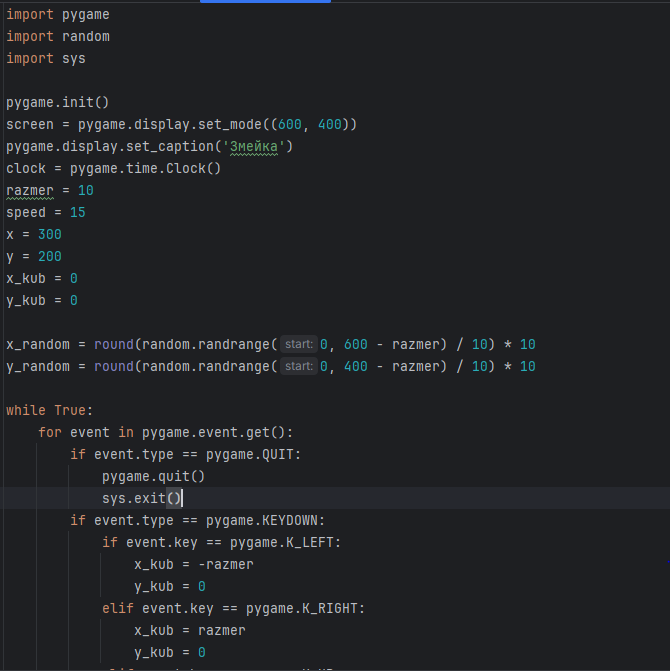 import pygame
import random
import sys
pygame.init()
screen = pygame.display.set_mode((600, 400))
pygame.display.set_caption('Змейка')
clock = pygame.time.Clock()
razmer = 10
speed = 15
x = 300
y = 200
x_kub = 0
y_kub = 0
x_random = round(random.randrange( start: 0, 600 - razmer) / 10) * 10
y_random = round(random.randrange( start: 0, 400 - razmer) / 10) * 10
while True:
    for event in pygame.event.get():
        if event.type == pygame.QUIT:
            pygame.quit()
            sys.exit()
        if event.type == pygame.KEYDOWN:
            if event.key == pygame.K_LEFT:
                x_kub = -razmer
                y_kub = 0
            elif event.key == pygame.K_RIGHT:
                x_kub = razmer
                y_kub = 0